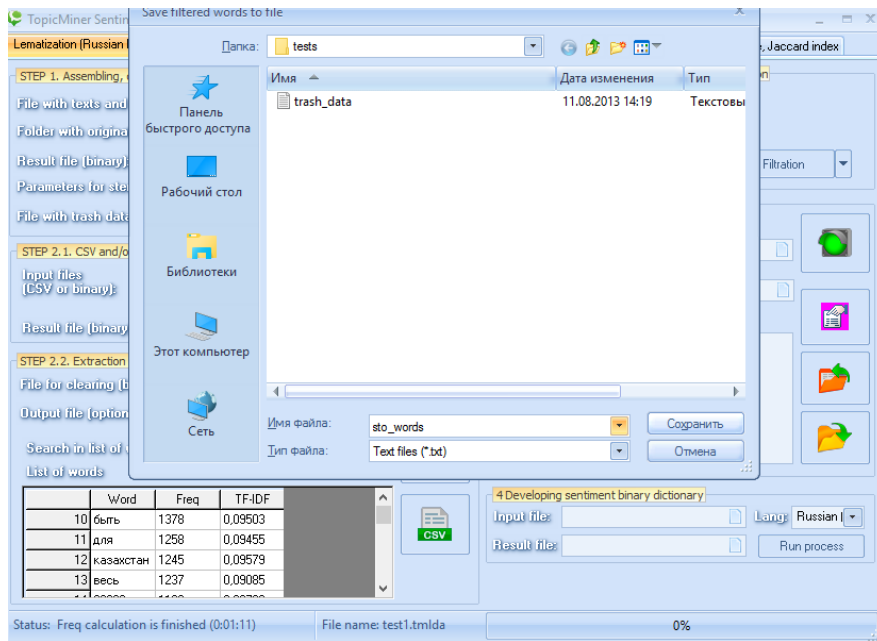 TopicMiner Sentin
Save filtered words to file
Lematization (Russian
, Jaccard index
Папка: tests
STEP 1. Assembling,
File with texts and
Folder with origina
Result file (binary):
Parameters for ste
File with trash data
Имя Дата изменения Тип
trash_data 11.08.2013 14:19 Текстовы
Панель
быстрого доступа
Рабочий стол
Библиотеки
Этот компьютер
Сеть
Filtration
STEP 2.1. CSV and/o
Input files
(CSV or binary):
Result file (binary
STEP 2.2. Extraction
File for clearing (b
Output file (option
Search in list of
List of words
Имя файла: sto_words Сохранить
Тип файла: Text files (*.txt) Отмена
Word Freq TF-IDF
10 быть 1378 0,09503
11 для 1258 0,09455
12 казахстан 1245 0,09579
13 весь 1237 0,09085
CSV
4 Developing sentiment binary dictionary
Input file: Lang: Russian
Result file: Run process
Status: Freq calculation is finished (0:01:11) File name: test1.tmlda 0%